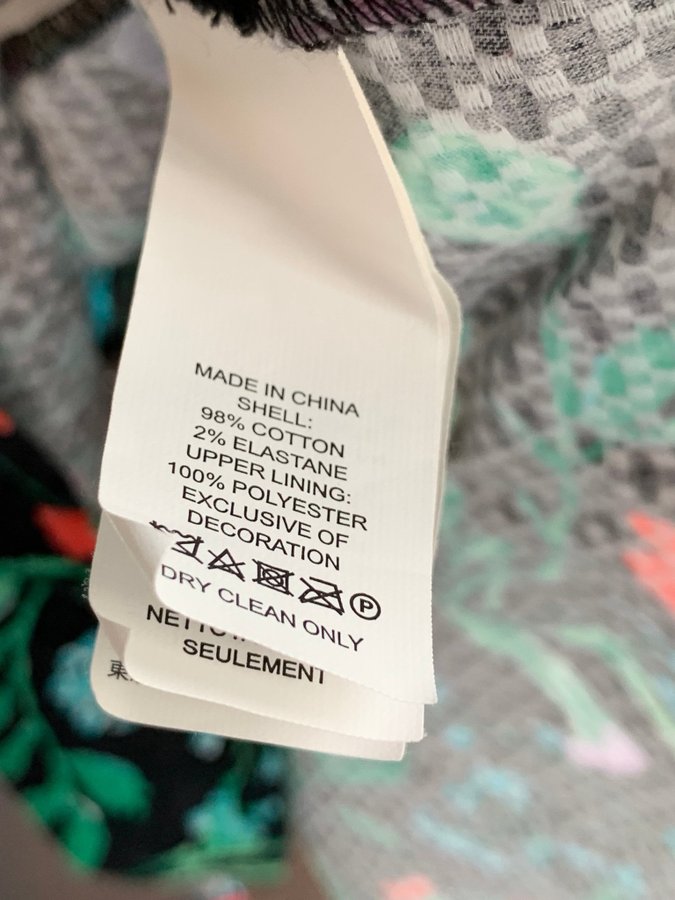 MADE IN CHINA
SHELL:
98% COTTON
2% ELASTANE
UPPER LINING:
100% POLYESTER
EXCLUSIVE OF
DECORATION
P
DRY CLEAN ONLY
SEULEMENT
東